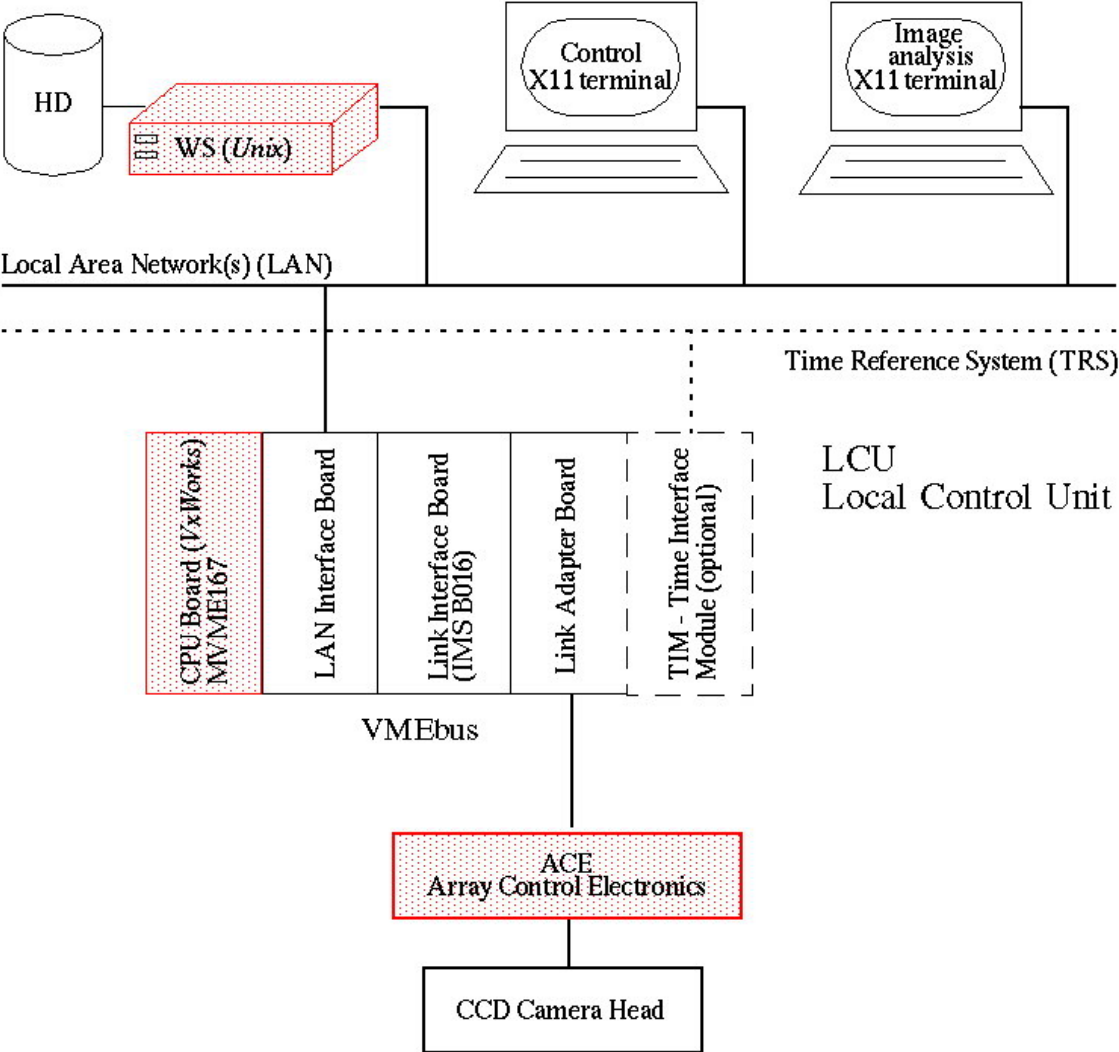 HD
WS (Unix)
Control
X11 terminal
Image
analysis
X11 terminal
Local Area Network(s) (LAN)
Time Reference System (TRS)
CPU Board (VxWorks)
MVME167
LAN Interface Board
Link Interface Board
(IMS B016)
Link Adapter Board
TIM - Time Interface
Module (optional)
LCU
Local Control Unit
VMEbus
ACE
Array Control Electronics
CCD Camera Head